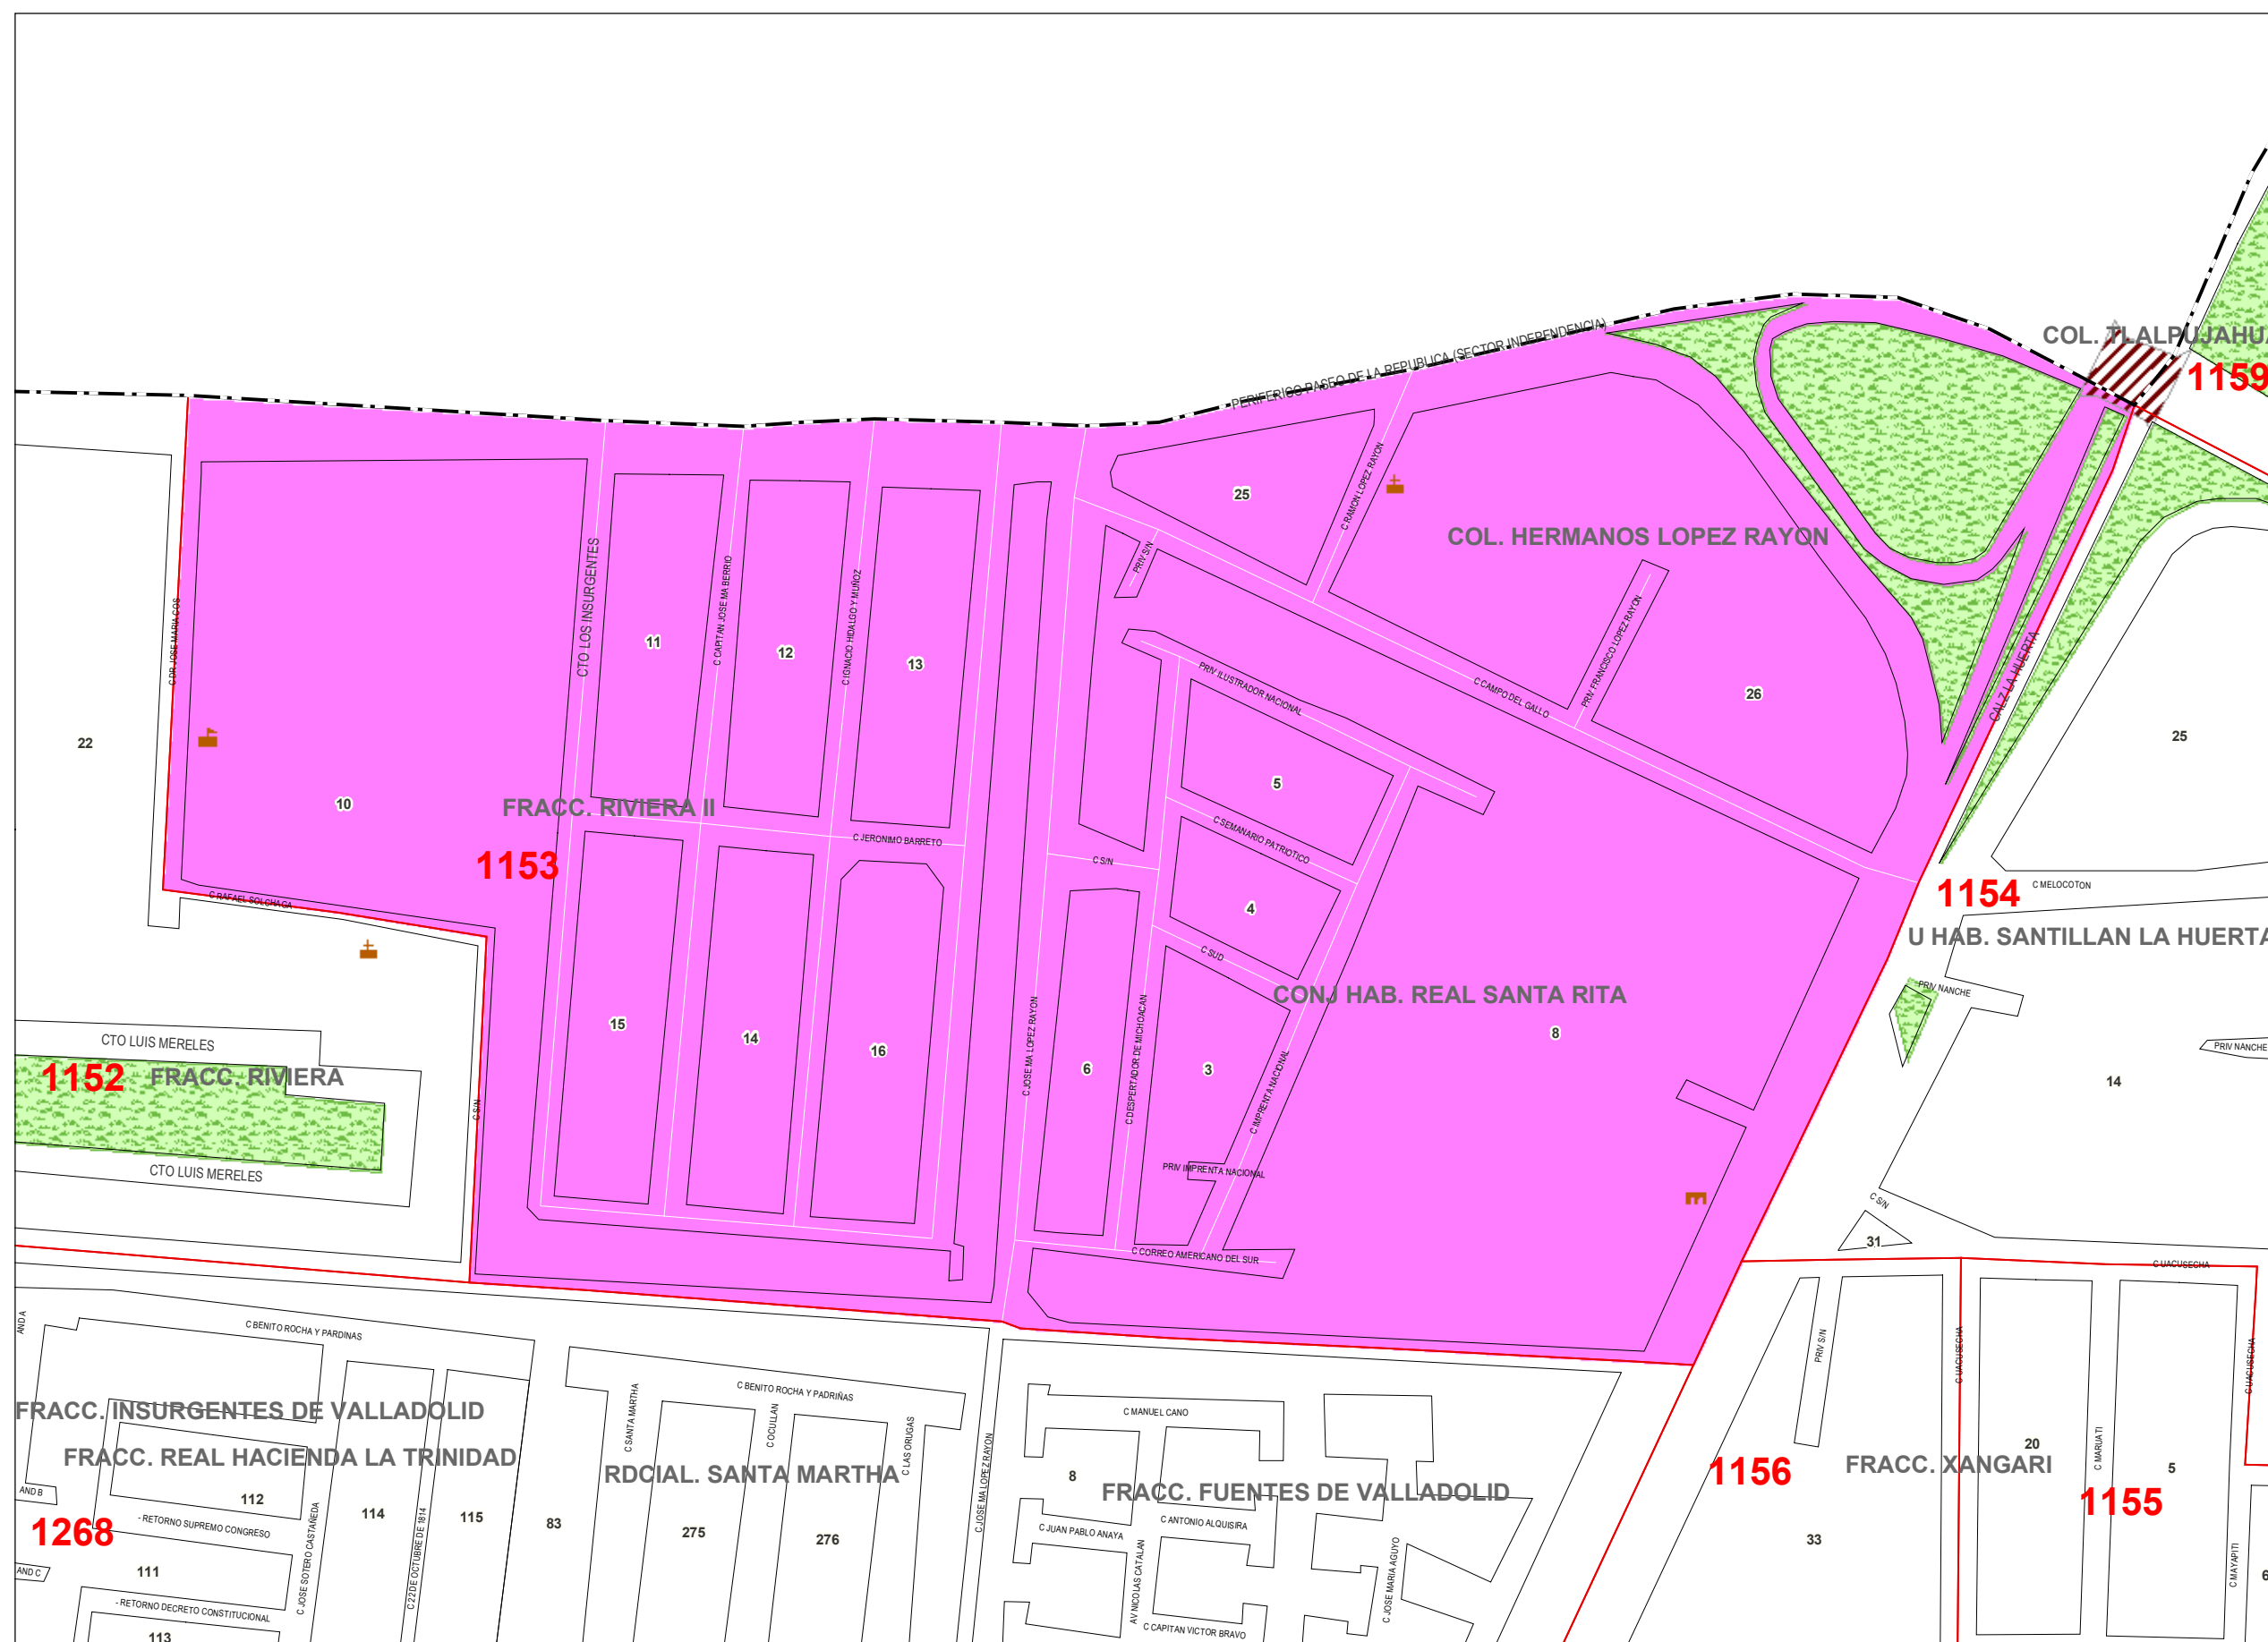 PERIFERICO PASEO DE LA REPUBLICA (SECTOR INDEPENDENCIA)
COL. TLALPUJAHUA
1159
25
C RAMON LOPEZ RAYON
COL. HERMANOS LOPEZ RAYON
CTO LOS INSURGENTES
C CAPITAN JOSE MA BERRIO
C IGNACIO HIDALGO Y MUÑOZ
PRIV S/N
C DR JOSE MARIA COS
11
12
13
PRIV ILUSTRADOR NACIONAL
C CAMPO DEL GALLO
PRIV FRANCISCO LOPEZ RAYON
26
CALZ LA HUERTA
25
22
10
FRACC. RIVIERA II
5
C SEMANARIO PATRIOTICO
C JERONIMO BARRETO
C S/N
1153
1154
C MELOCOTON
C RAFAEL SOLCHAGA
4
U HAB. SANTILLAN LA HUERTA
C SUD
CONJ HAB. REAL SANTA RITA
PRIV NANCHE
15
14
16
C JOSE MA LOPEZ RAYON
6
C DESPERTADOR DE MICHOACAN
3
C IMPRENTA NACIONAL
8
PRIV NANCHE
14
CTO LUIS MERELES
1152
FRACC. RIVIERA
C S/N
CTO LUIS MERELES
PRIV IMPRENTA NACIONAL
E
C S/N
31
C CORREO AMERICANO DEL SUR
C UACUSECHA
AND A
C BENITO ROCHA Y PARDINAS
C BENITO ROCHA Y PADRIÑAS
C SANTA MARTHA
C OCULLAN
C LAS ORUGAS
C JOSE MA LOPEZ RAYON
C MANUEL CANO
PRIV S/N
C UACUSECHA
C UACUSECHA
FRACC. INSURGENTES DE VALLADOLID
FRACC. REAL HACIENDA LA TRINIDAD
RDCIAL. SANTA MARTHA
8
FRACC. FUENTES DE VALLADOLID
1156
FRACC. XANGARI
20
C MARUATI
5
1155
AND B
112
114
115
83
275
276
- RETORNO SUPREMO CONGRESO
C JOSE SOTERO CASTAÑEDA
C 22 DE OCTUBRE DE 1814
C JUAN PABLO ANAYA
C ANTONIO ALQUISIRA
1268
33
AND C
111
AV NICOLAS CATALAN
C JOSE MARIA AGUYO
C MAYAPITI
6
- RETORNO DECRETO CONSTITUCIONAL
C CAPITAN VICTOR BRAVO
113